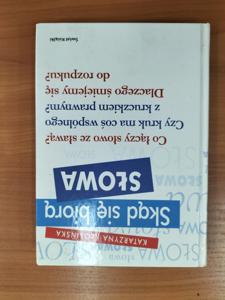 KATARZYNA KŁOSIŃSKA
Skąd się biorą
SŁOWA
Co łączy słowo ze sławą?
Czy kruk ma coś wspólnego
z kruczkiem prawnym?
Dlaczego śmiejemy się
do rozpuku?
Świat Książki